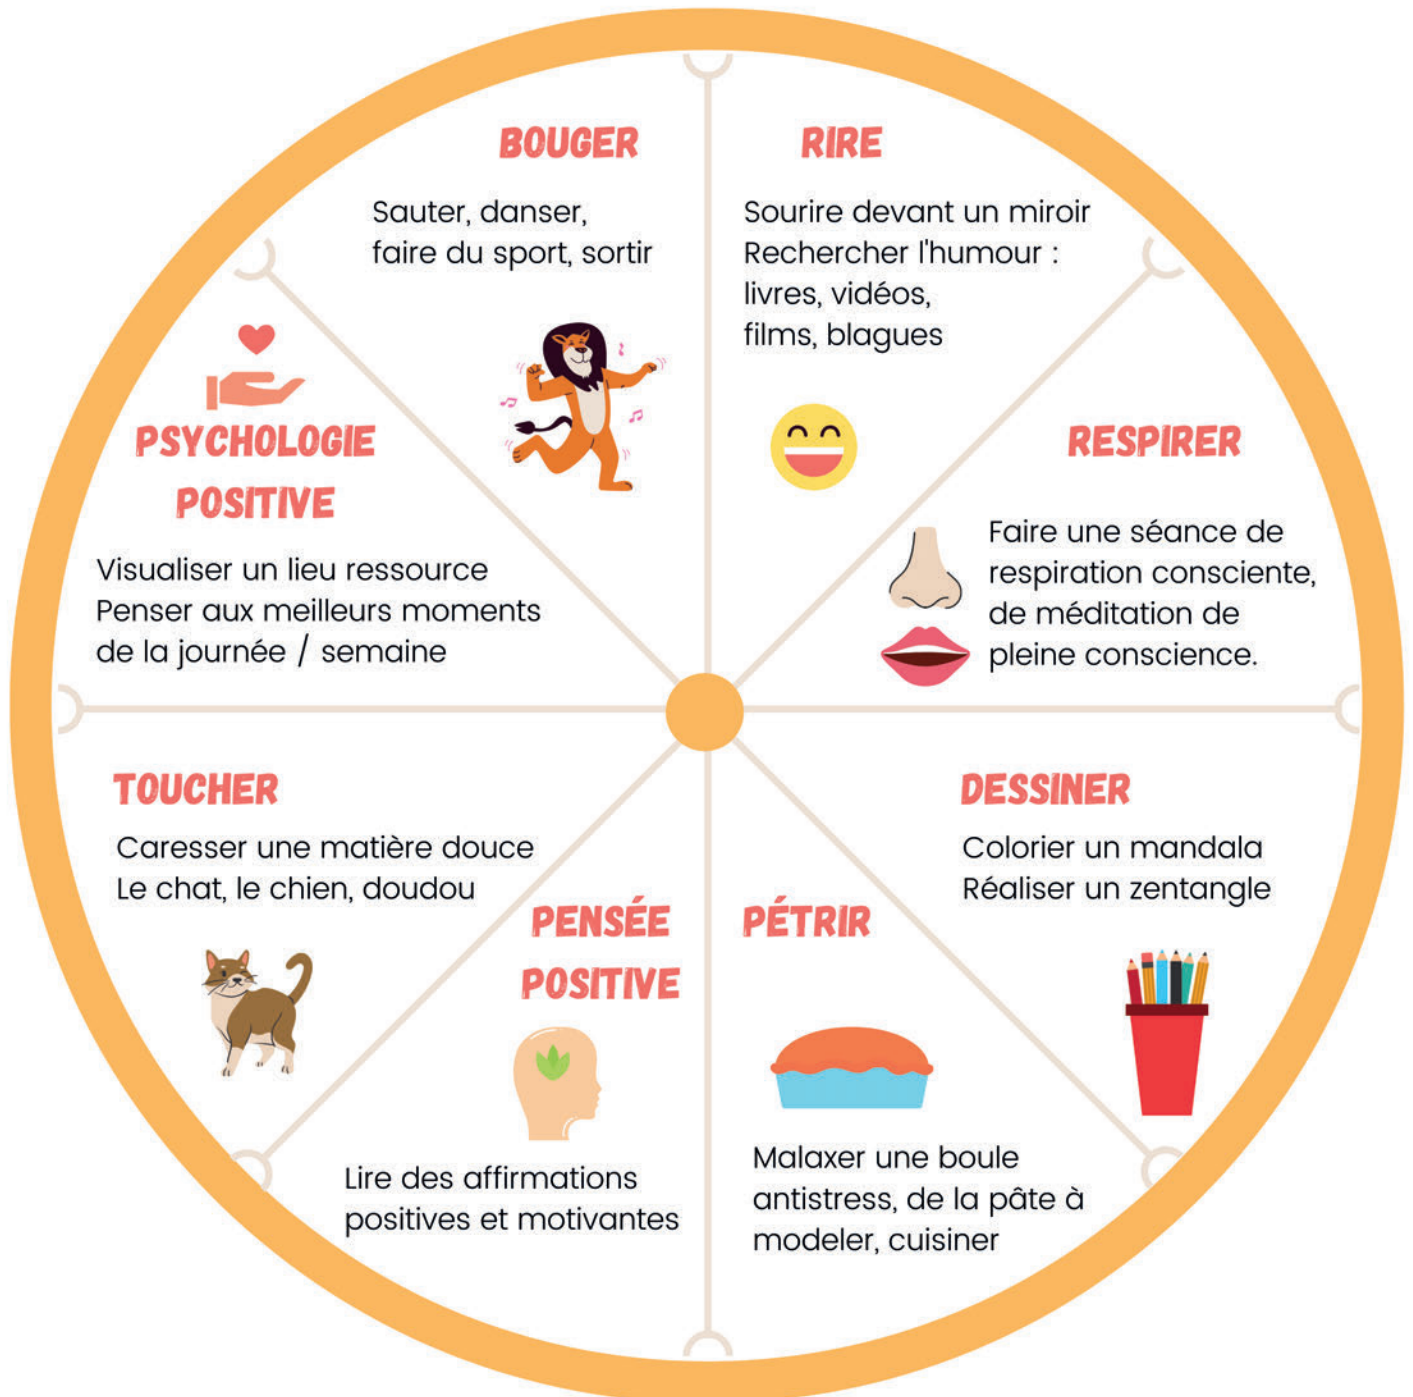 BOUGER
Sauter, danser,
faire du sport, sortir
RIRE
Sourire devant un miroir
Rechercher l'humour :
livres, vidéos,
films, blagues
RESPIRER
Faire une séance de
respiration consciente,
de méditation de
pleine conscience.
DESSINER
Colorier un mandala
Réaliser un zentangle
PÉTRIR
Malaxer une boule
antistress, de la pâte à
modeler, cuisiner
PENSÉE
POSITIVE
Lire des affirmations
positives et motivantes
TOUCHER
Caresser une matière douce
Le chat, le chien, doudou
PSYCHOLOGIE
POSITIVE
Visualiser un lieu ressource
Penser aux meilleurs moments
de la journée / semaine